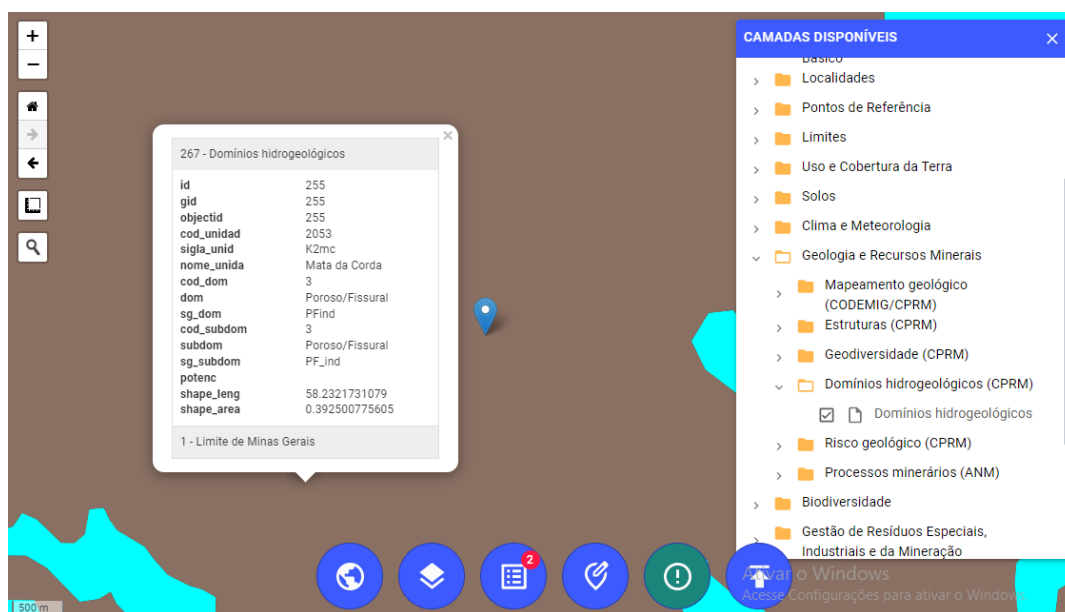 +
−
CAMADAS DISPONÍVEIS ×
Básico
Localidades
Pontos de Referência
Limites
Uso e Cobertura da Terra
Solos
Clima e Meteorologia
Geologia e Recursos Minerais
Mapeamento geológico
(CODEMIG/CPRM)
Estruturas (CPRM)
Geodiversidade (CPRM)
Domínios hidrogeológicos (CPRM)
Domínios hidrogeológicos
Risco geológico (CPRM)
Processos minerários (ANM)
Biodiversidade
Gestão de Resíduos Especiais,
Industriais e da Mineração
×
267 - Domínios hidrogeológicos
id 255
gid 255
objectid 255
cod_unidad 2053
sigla_unid K2mc
nome_unida Mata da Corda
cod_dom 3
dom Poroso/Fissural
sg_dom PFind
cod_subdom 3
subdom Poroso/Fissural
sg_subdom PF_ind
potenc
shape_leng 58.2321731079
shape_area 0.392500775605
1 - Limite de Minas Gerais
2
Ativar o Windows
Acesse Configurações para ativar o Windows.
500 m